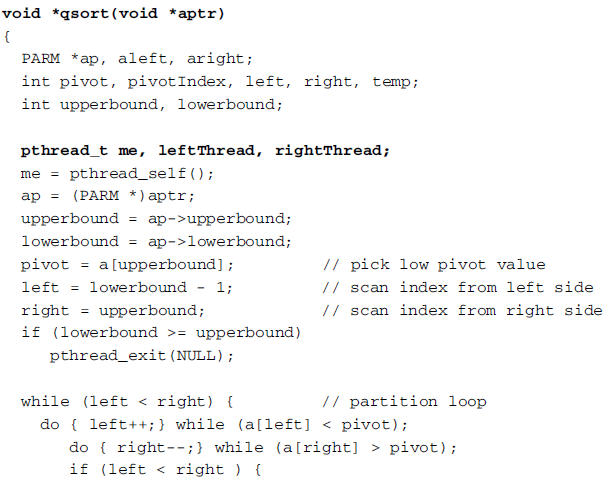 void *qsort(void *aptr)
{
PARM *ap, aleft, aright;
int pivot, pivotIndex, left, right, temp;
int upperbound, lowerbound;
pthread_t me, leftThread, rightThread;
me = pthread_self();
ap = (PARM *)aptr;
upperbound = ap->upperbound;
lowerbound = ap->lowerbound;
pivot = a[upperbound]; // pick low pivot value
left = lowerbound - 1; // scan index from left side
right = upperbound; // scan index from right side
if (lowerbound >= upperbound)
pthread_exit(NULL);
while (left < right) { // partition loop
do { left++;} while (a[left] < pivot);
do { right--;} while (a[right] > pivot);
if (left < right ) {